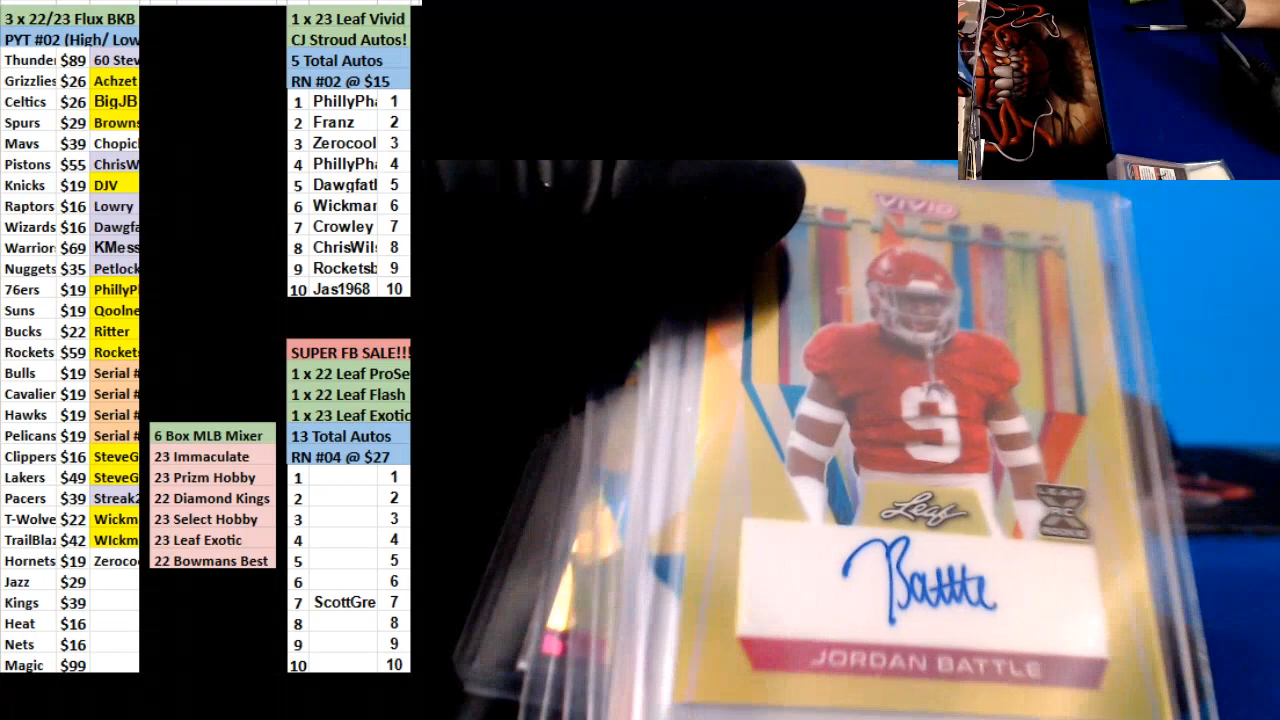 3 x 22/23 Flux BKB
PYT #02 (High/ Low
Thunder $89 60 Stev
Grizzlies $26 Achzet
Celtics $26 BigJB
Spurs $29 Browns
Mavs $39 Chopic
Pistons $55 ChrisW
Knicks $19 DJV
Raptors $16 Lowry
Wizards $16 Dawgfa
Warrior $69 KMess
Nuggets $35 Petlock
76ers $19 PhillyP
Suns $19 Qoolne
Bucks $22 Ritter
Rockets $59 Rocket
Bulls $19 Serial #
Cavalier $19 Serial #
Hawks $19 Serial #
Pelicans $19 Serial #
Clippers $16 SteveG
Lakers $49 SteveG
Pacers $39 Streak2
T-Wolve $22 Wickm
TrailBlaz $42 WIckm
Hornets $19 Zeroco
Jazz $29
Kings $39
Heat $16
Nets $16
Magic $99
6 Box MLB Mixer
23 Immaculate
23 Prizm Hobby
22 Diamond Kings
23 Select Hobby
23 Leaf Exotic
22 Bowmans Best
1 x 23 Leaf Vivid
CJ Stroud Autos!
5 Total Autos
RN #02 @ $15
1 PhillyPha 1
2 Franz 2
3 Zerocool 3
4 PhillyPha 4
5 Dawgfatl 5
6 Wickmar 6
7 Crowley 7
8 ChrisWil 8
9 Rocketsb 9
10 Jas1968 10
SUPER FB SALE!!!
1 x 22 Leaf ProSe
1 x 22 Leaf Flash
1 x 23 Leaf Exotic
13 Total Autos
RN #04 @ $27
1 1
2 2
3 3
4 4
5 5
6 6
7 ScottGre 7
8 8
9 9
10 10
VIVID
9
Leaf
LEAF
RC
ROOKIE
Battle
JORDAN BATTLE